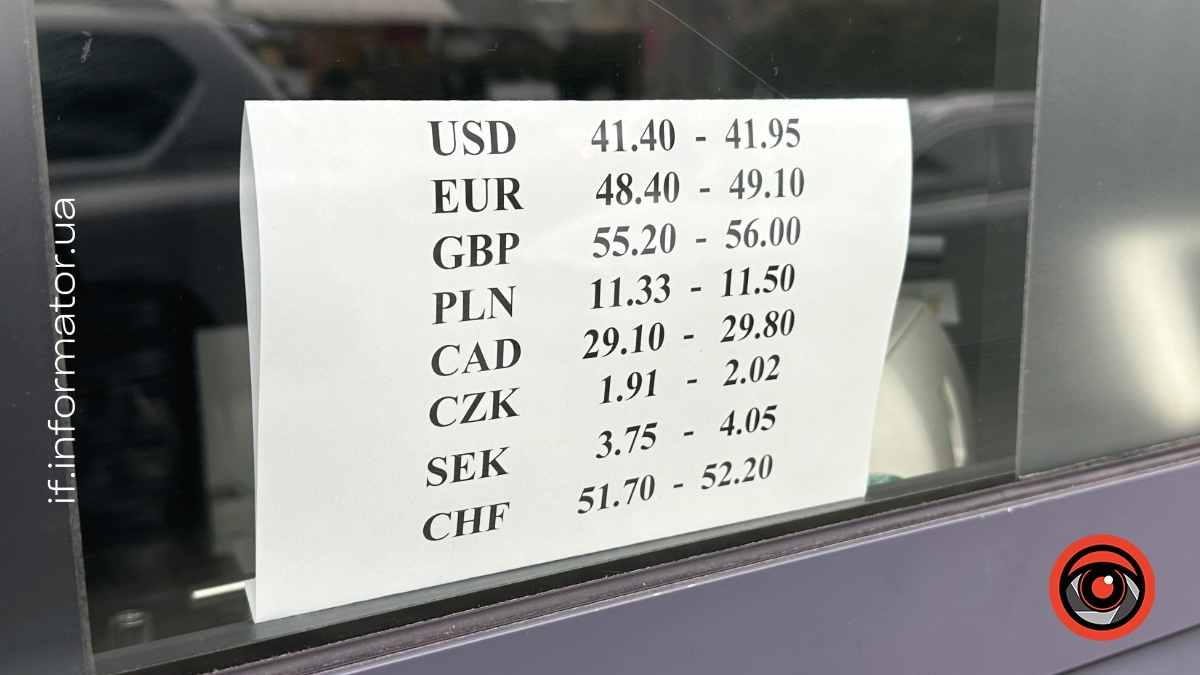 USD 41.40 - 41.95
EUR 48.40 - 49.10
GBP 55.20 - 56.00
PLN 11.33 - 11.50
CAD 29.10 - 29.80
CZK 1.91 - 2.02
SEK 3.75 - 4.05
CHF 51.70 - 52.20
if.informator.ua